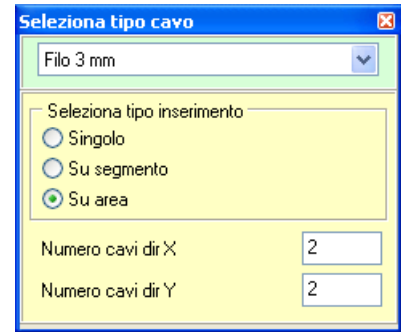 Seleziona tipo cavo
Filo 3 mm
Seleziona tipo inserimento
Singolo
Su segmento
Su area
Numero cavi dir X 2
Numero cavi dir Y 2